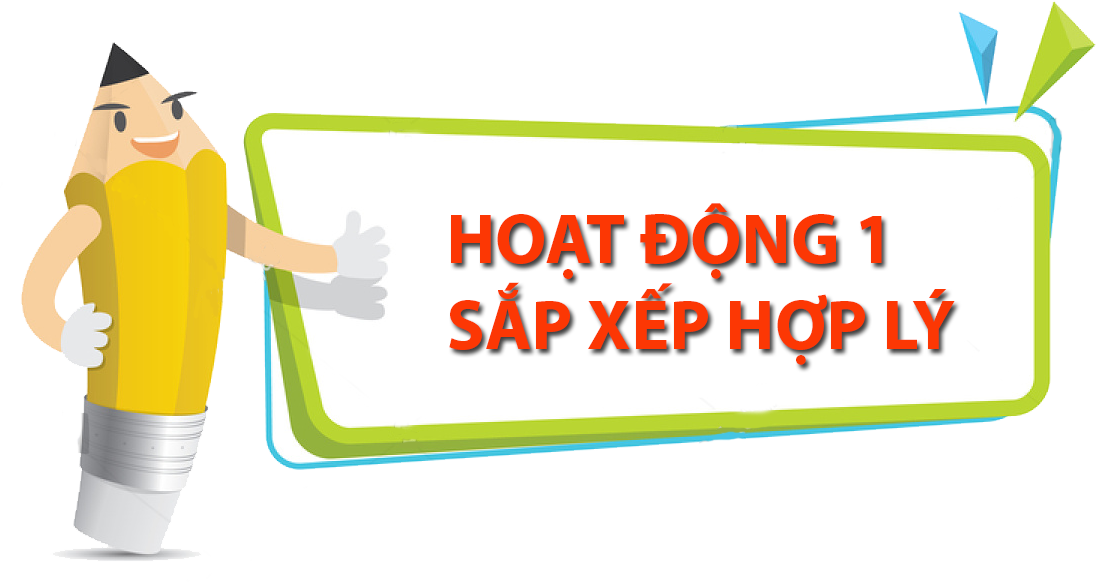 HOẠT ĐỘNG 1
SẮP XẾP HỢP LÝ